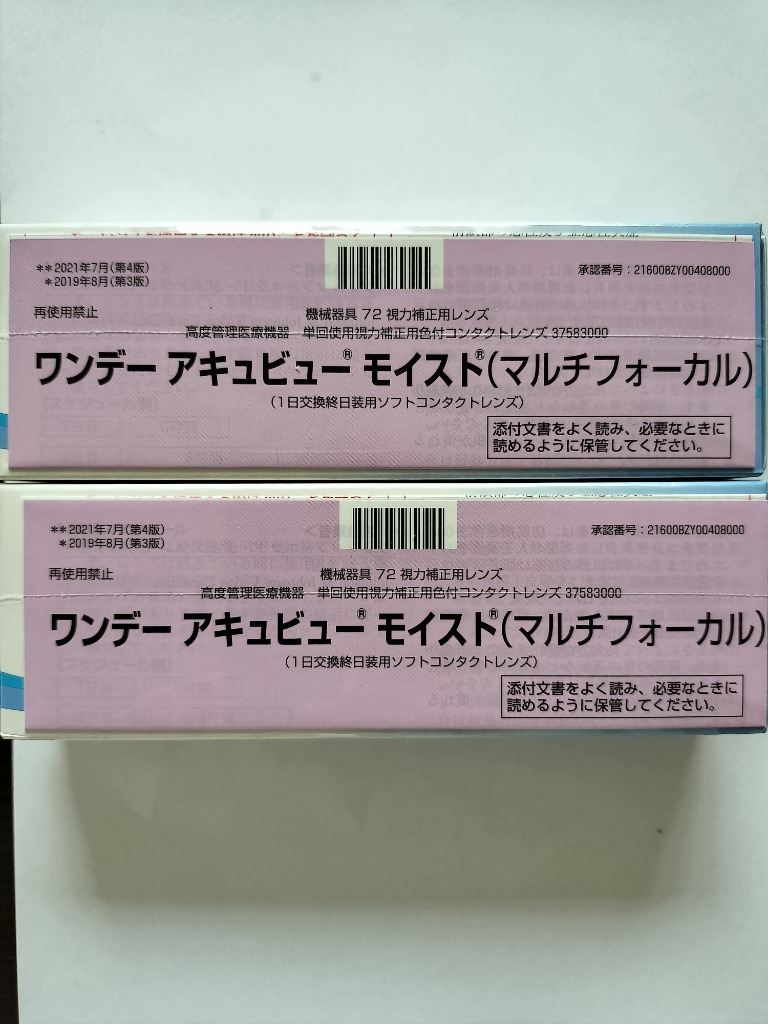 **2021年7月(第4版)
*2019年8月(第3版)
承認番号:21600BZY00408000
再使用禁止
機械器具 72 視力補正用レンズ
高度管理医療機器 単回使用視力補正用色付コンタクトレンズ 37583000
ワンデー アキュビュー® モイスト®(マルチフォーカル)
(1日交換終日装用ソフトコンタクトレンズ)
添付文書をよく読み、必要なときに
読めるように保管してください。
**2021年7月(第4版)
*2019年8月(第3版)
承認番号:21600BZY00408000
再使用禁止
機械器具 72 視力補正用レンズ
高度管理医療機器 単回使用視力補正用色付コンタクトレンズ 37583000
ワンデー アキュビュー® モイスト®(マルチフォーカル)
(1日交換終日装用ソフトコンタクトレンズ)
添付文書をよく読み、必要なときに
読めるように保管してください。